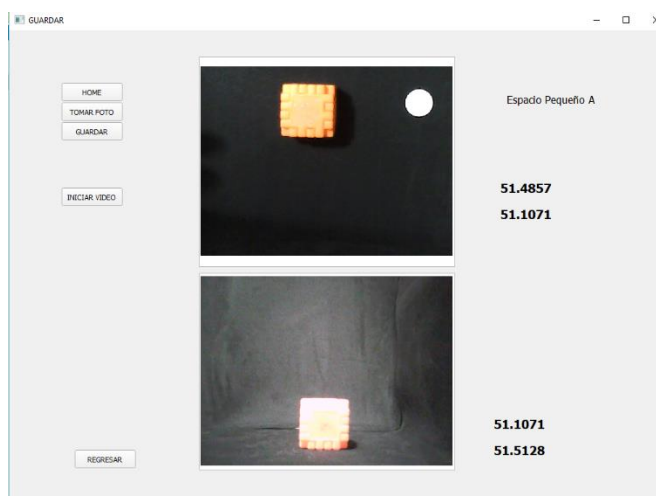 GUARDAR
HOME
TOMAR FOTO
GUARDAR
INICIAR VIDEO
REGRESAR
Espacio Pequeño A
51.4857
51.1071
51.1071
51.5128